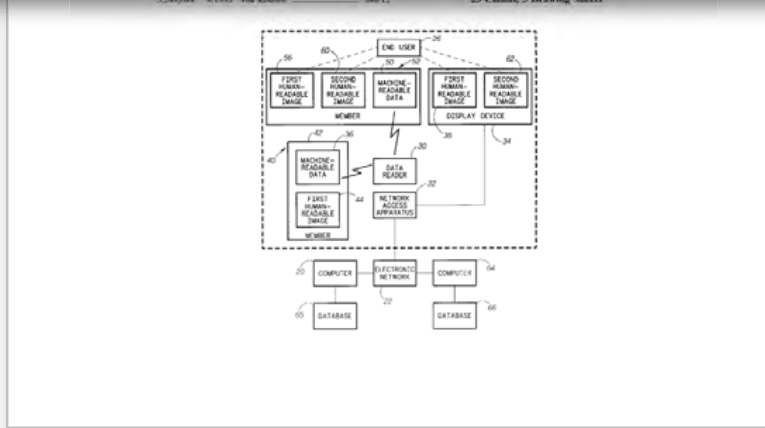 END USER
26
56
FIRST
HUMAN-
READABLE
IMAGE
60
SECOND
HUMAN-
READABLE
IMAGE
50
52
MACHINE-
READABLE
DATA
MEMBER
FIRST
HUMAN-
READABLE
IMAGE
62
SECOND
HUMAN-
READABLE
IMAGE
DISPLAY DEVICE
34
42
36
40
MACHINE-
READABLE
DATA
44
FIRST
HUMAN-
READABLE
IMAGE
MEMBER
30
DATA
READER
32
NETWORK
ACCESS
APPARATUS
20
COMPUTER
ELECTRONIC
NETWORK
22
COMPUTER
64
65
DATABASE
DATABASE
66